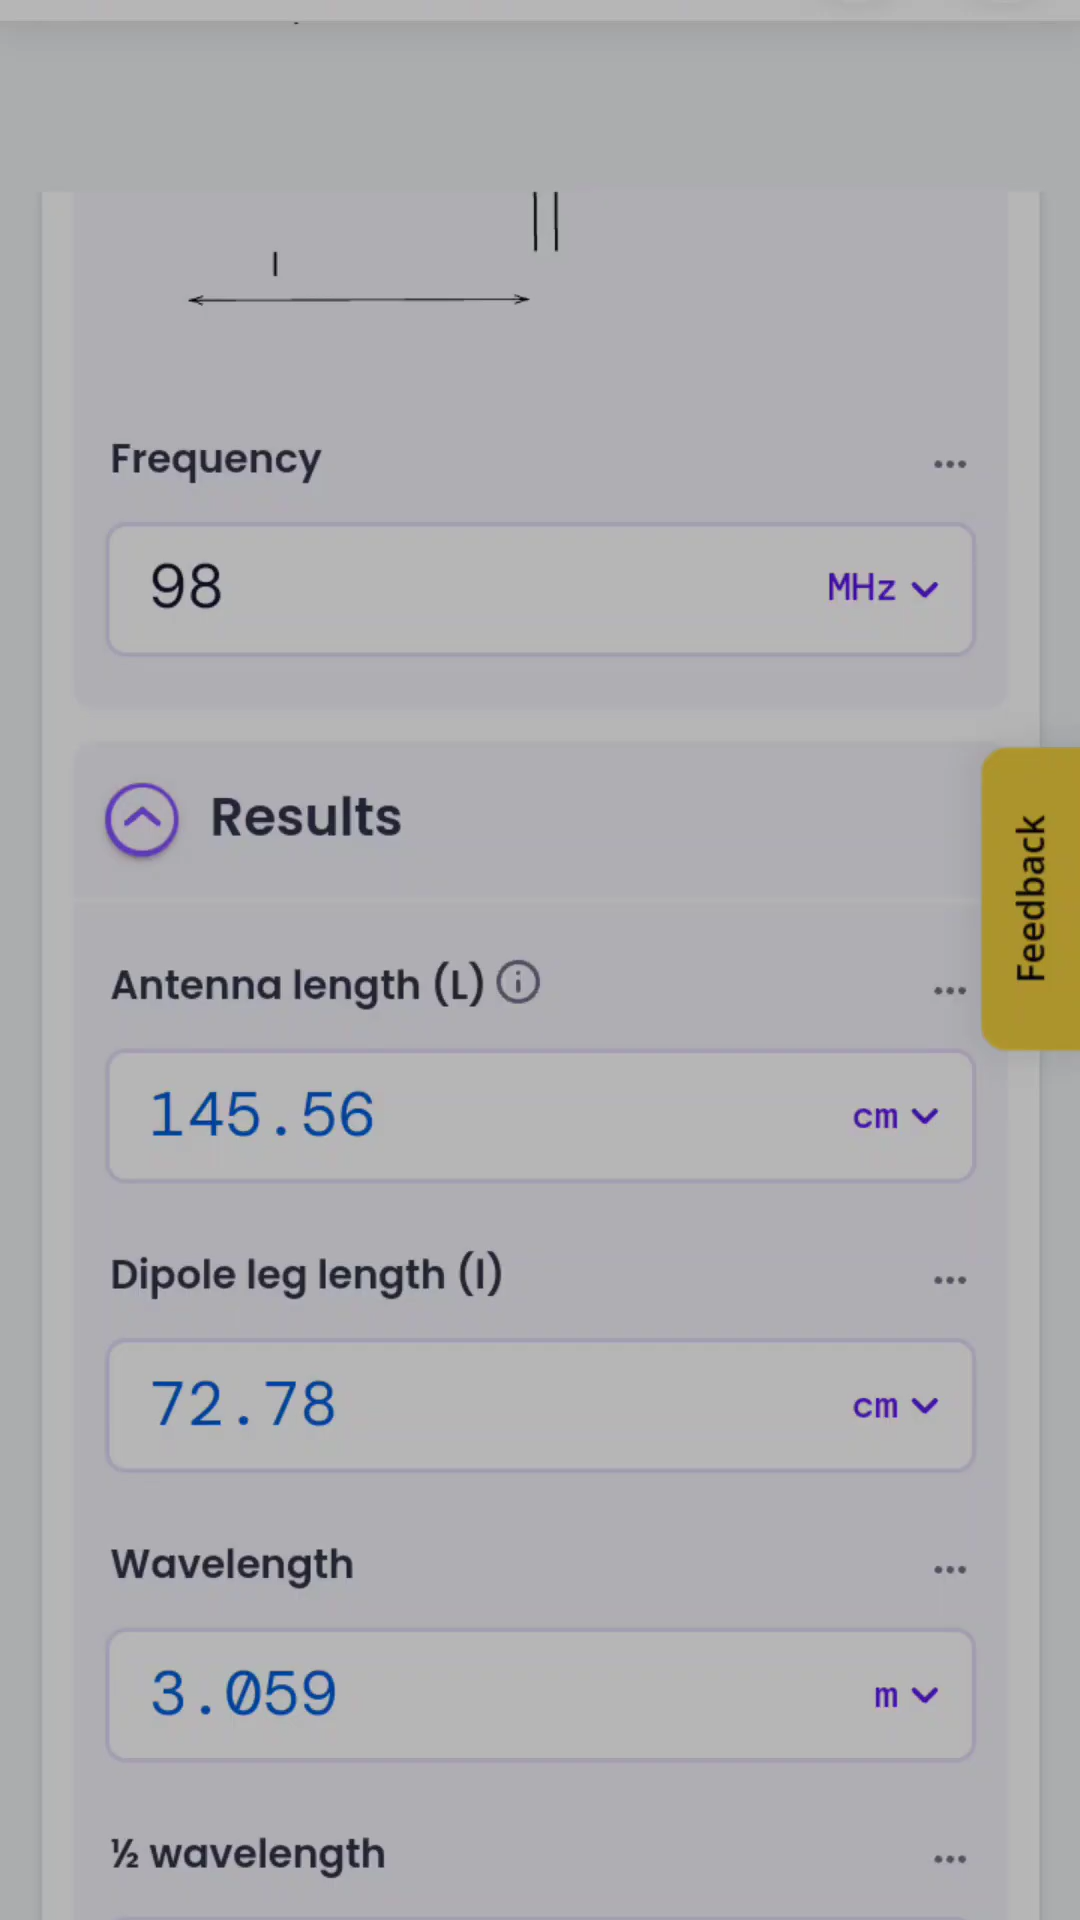 l
Frequency
...
98
MHz
Results
Feedback
Antenna length (L)
...
145.56
cm
Dipole leg length (l)
...
72.78
cm
Wavelength
...
3.059
m
½ wavelength
...